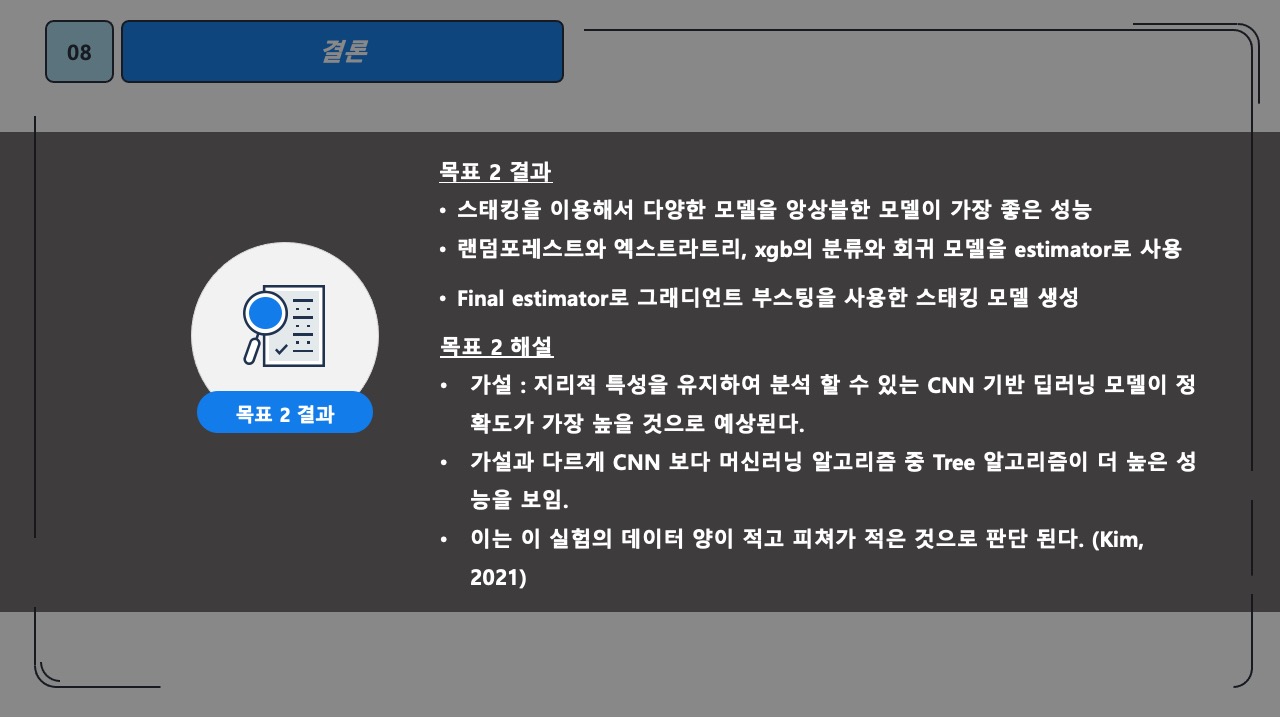 08
결론
목표 2 결과
• 스태킹을 이용해서 다양한 모델을 앙상블한 모델이 가장 좋은 성능
• 랜덤포레스트와 엑스트라트리, xgb의 분류와 회귀 모델을 estimator로 사용
• Final estimator로 그래디언트 부스팅을 사용한 스태킹 모델 생성
목표 2 해설
• 가설 : 지리적 특성을 유지하여 분석 할 수 있는 CNN 기반 딥러닝 모델이 정
확도가 가장 높을 것으로 예상된다.
• 가설과 다르게 CNN 보다 머신러닝 알고리즘 중 Tree 알고리즘이 더 높은 성
능을 보임.
• 이는 이 실험의 데이터 양이 적고 피쳐가 적은 것으로 판단 된다. (Kim,
2021)
목표 2 결과